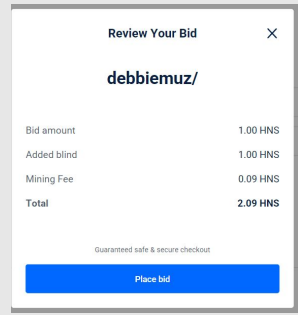 Review Your Bid
debbiemuz/
Bid amount 1.00 HNS
Added blind 1.00 HNS
Mining Fee 0.09 HNS
Total 2.09 HNS
Guaranteed safe & secure checkout
Place bid